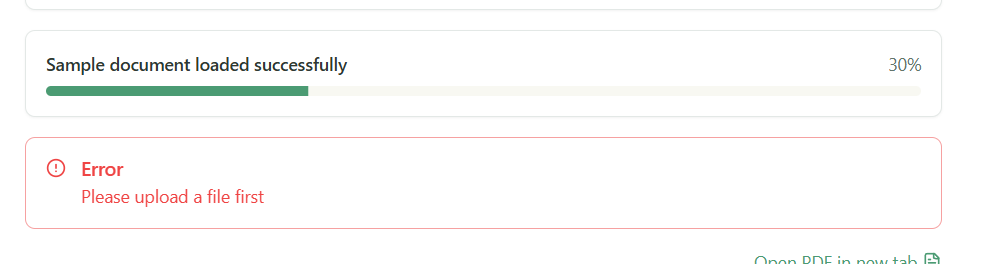 Sample document loaded successfully 30%
Error
Please upload a file first
Open PDF in new tab